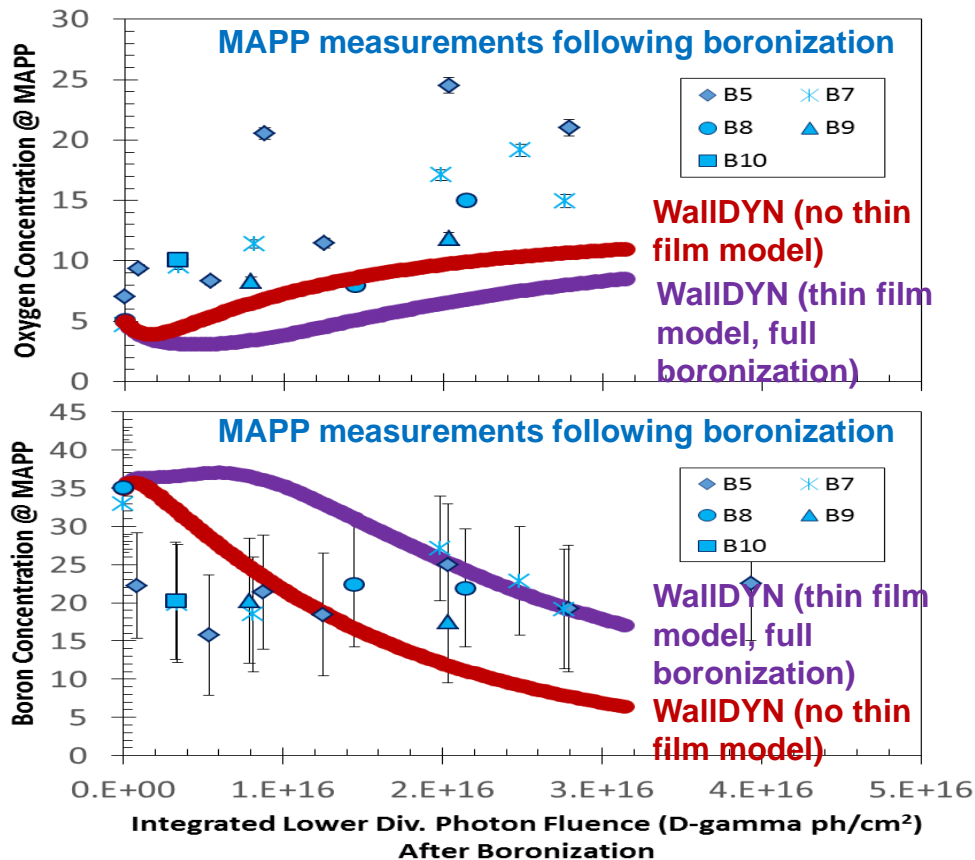 30
25
20
15
10
5
0
Oxygen Concentration @ MAPP
MAPP measurements following boronization
B5 B7
B8 B9
B10
WallDYN (no thin
film model)
WallDYN (thin film
model, full
boronization)
45
40
35
30
25
20
15
10
5
0
Boron Concentration @ MAPP
MAPP measurements following boronization
B5 B7
B8 B9
B10
WallDYN (thin film
model, full
boronization)
WallDYN (no thin
film model)
0.E+00 1.E+16 2.E+16 3.E+16 4.E+16 5.E+16
Integrated Lower Div. Photon Fluence (D-gamma ph/cm²)
After Boronization